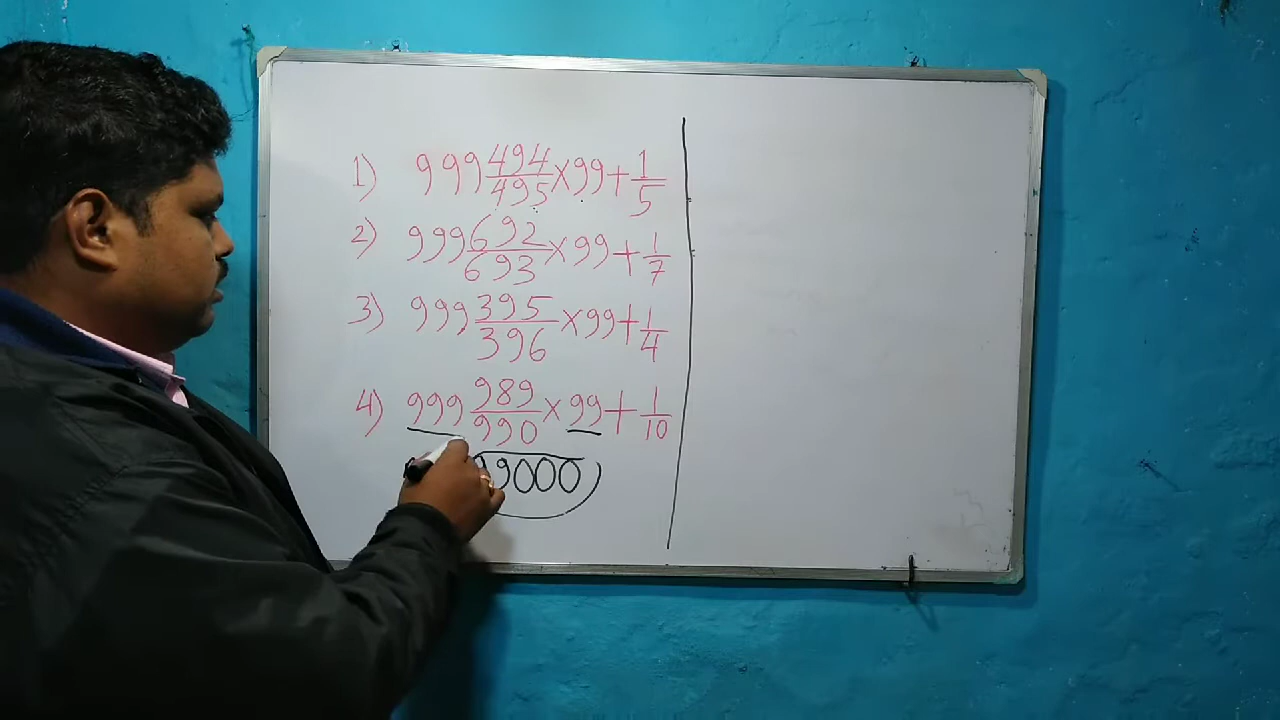 1) 999 494/495 × 99 + 1/5
2) 999 692/693 × 99 + 1/7
3) 999 395/396 × 99 + 1/4
4) 999 989/990 × 99 + 1/10
99000